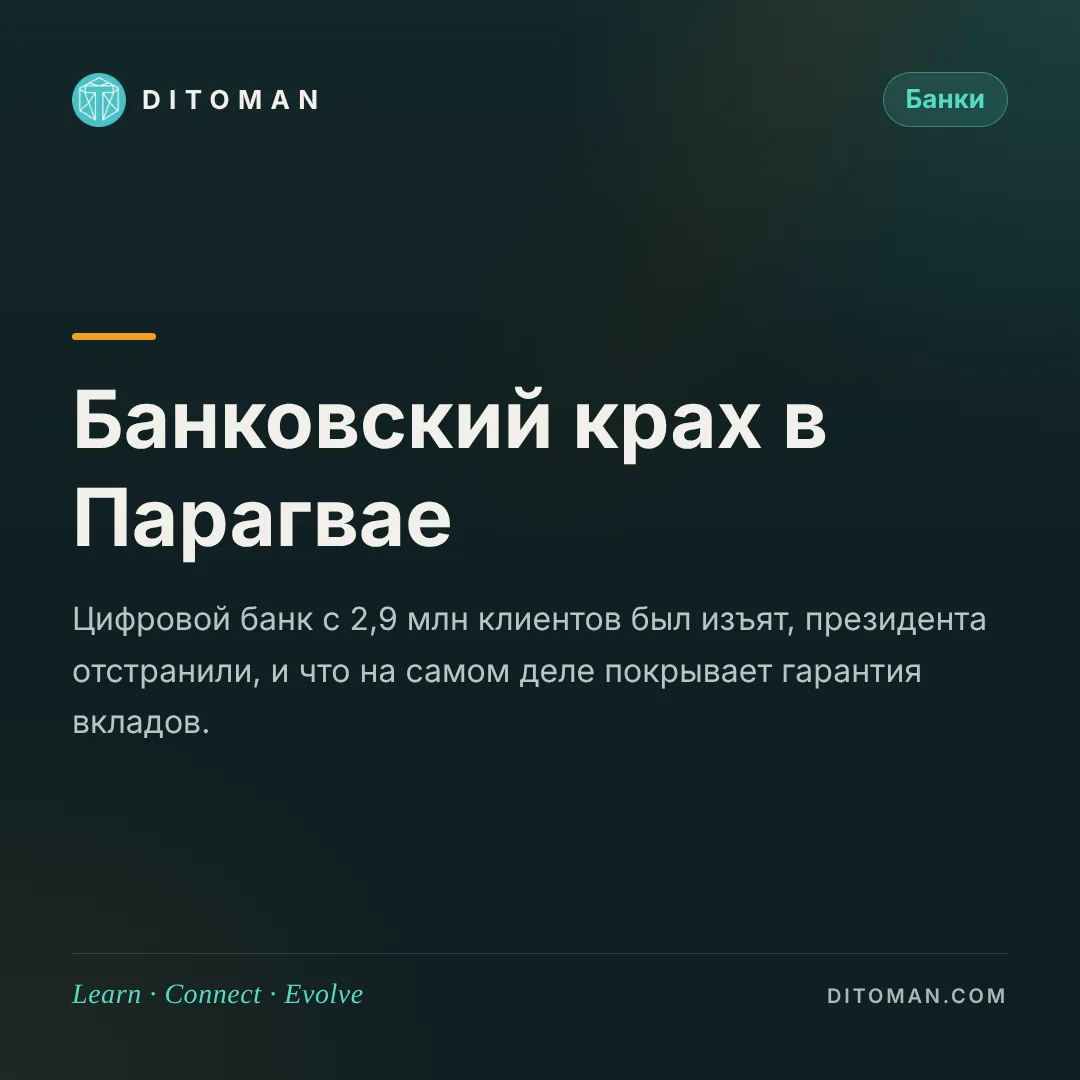 DITOMAN
Банки
Банковский крах в
Парагвае
Цифровой банк с 2,9 млн клиентов был изъят, президента
отстранили, и что на самом деле покрывает гарантия
вкладов.
Learn · Connect · Evolve
DITOMAN.COM